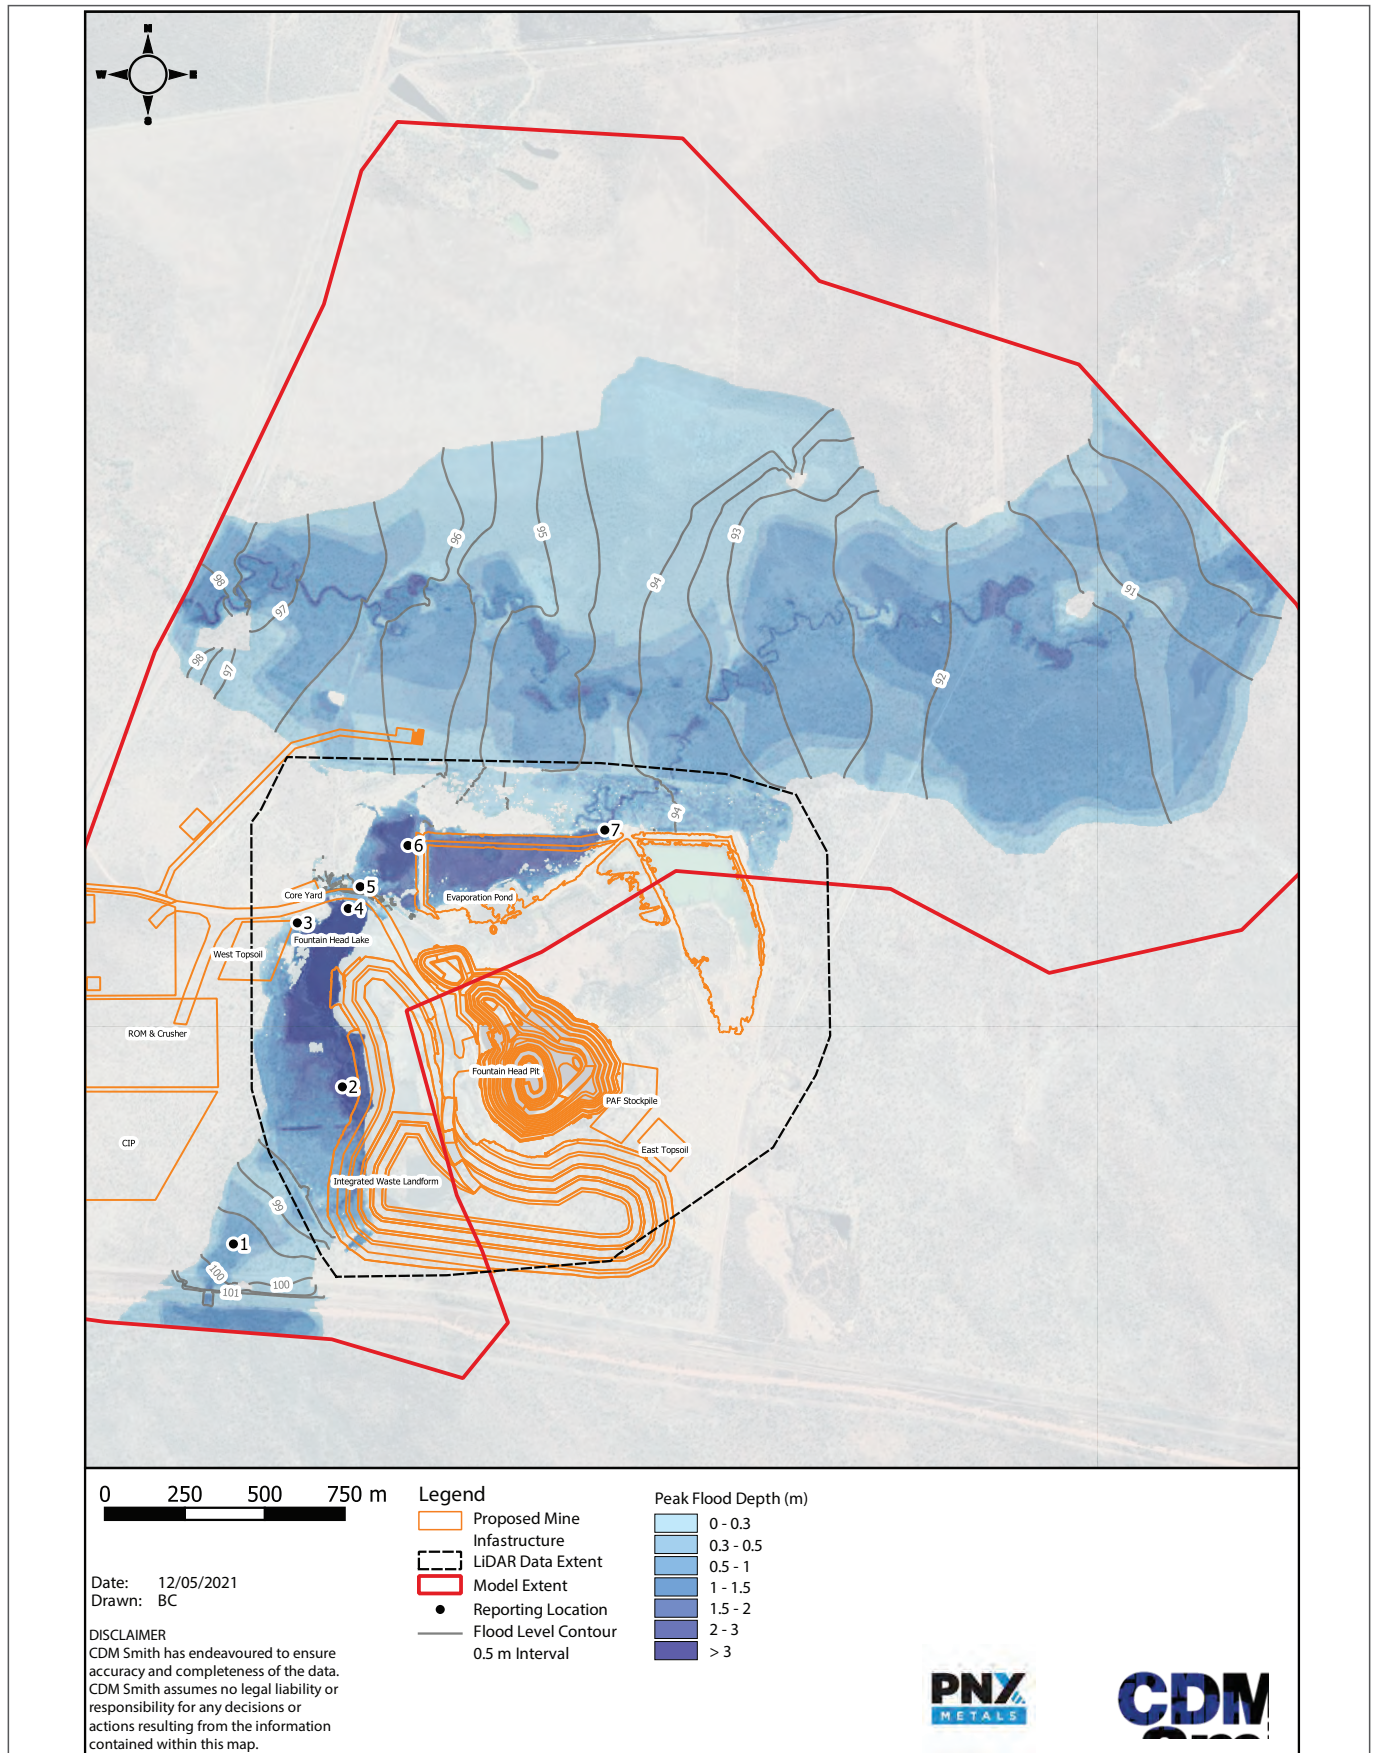 N
W
E
S
96
95
93
94
98
97
91
98
97
92
94
7
6
5
Core Yard
Evaporation Pond
4
3
Fountain Head Lake
West Topsoil
ROM & Crusher
Fountain Head Pit
2
PAF Stockpile
CIP
East Topsoil
Integrated Waste Landform
99
1
100
100
101
0 250 500 750 m
Date: 12/05/2021
Drawn: BC
DISCLAIMER
CDM Smith has endeavoured to ensure
accuracy and completeness of the data.
CDM Smith assumes no legal liability or
responsibility for any decisions or
actions resulting from the information
contained within this map.
Legend
Proposed Mine
Infastructure
LiDAR Data Extent
Model Extent
Reporting Location
Flood Level Contour
0.5 m Interval
Peak Flood Depth (m)
0 - 0.3
0.3 - 0.5
0.5 - 1
1 - 1.5
1.5 - 2
2 - 3
> 3
PNX
METALS
CDM